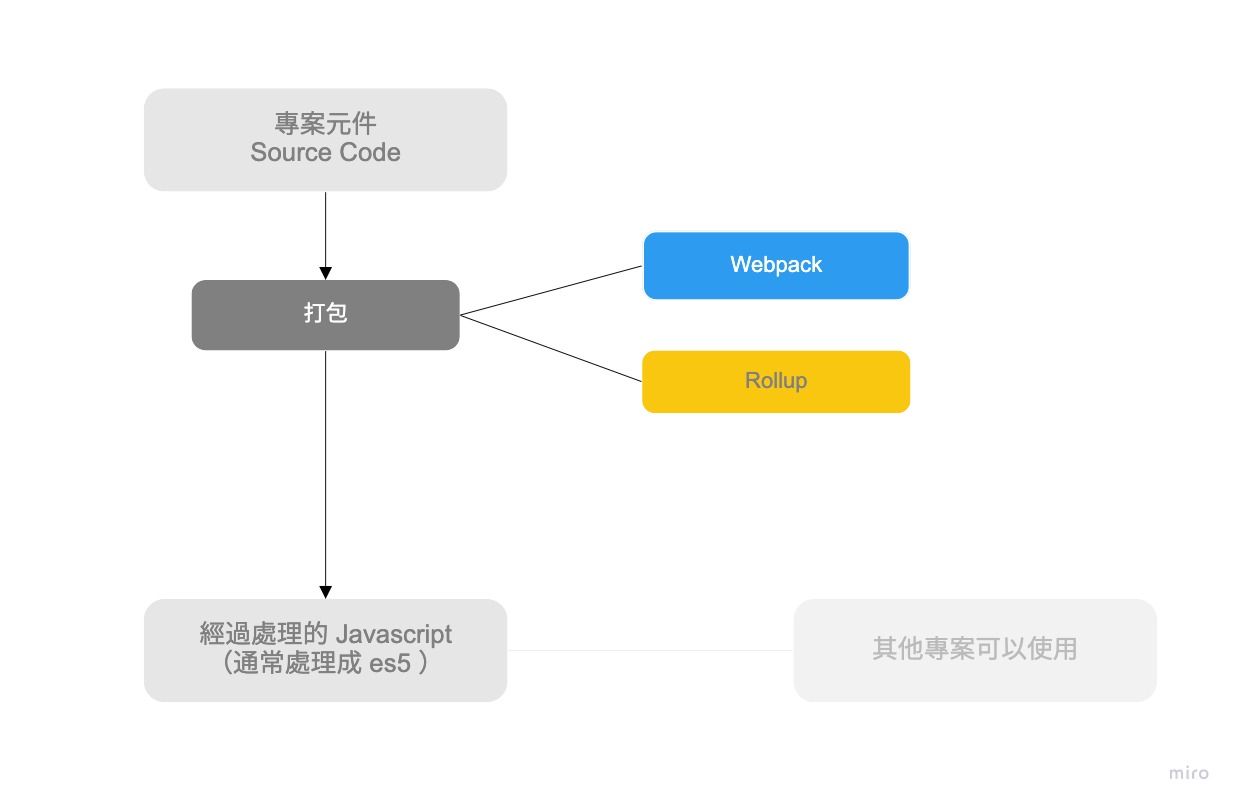 專案元件
Source Code
打包
Webpack
Rollup
經過處理的 Javascript
（通常處理成 es5 ）
其他專案可以使用
miro